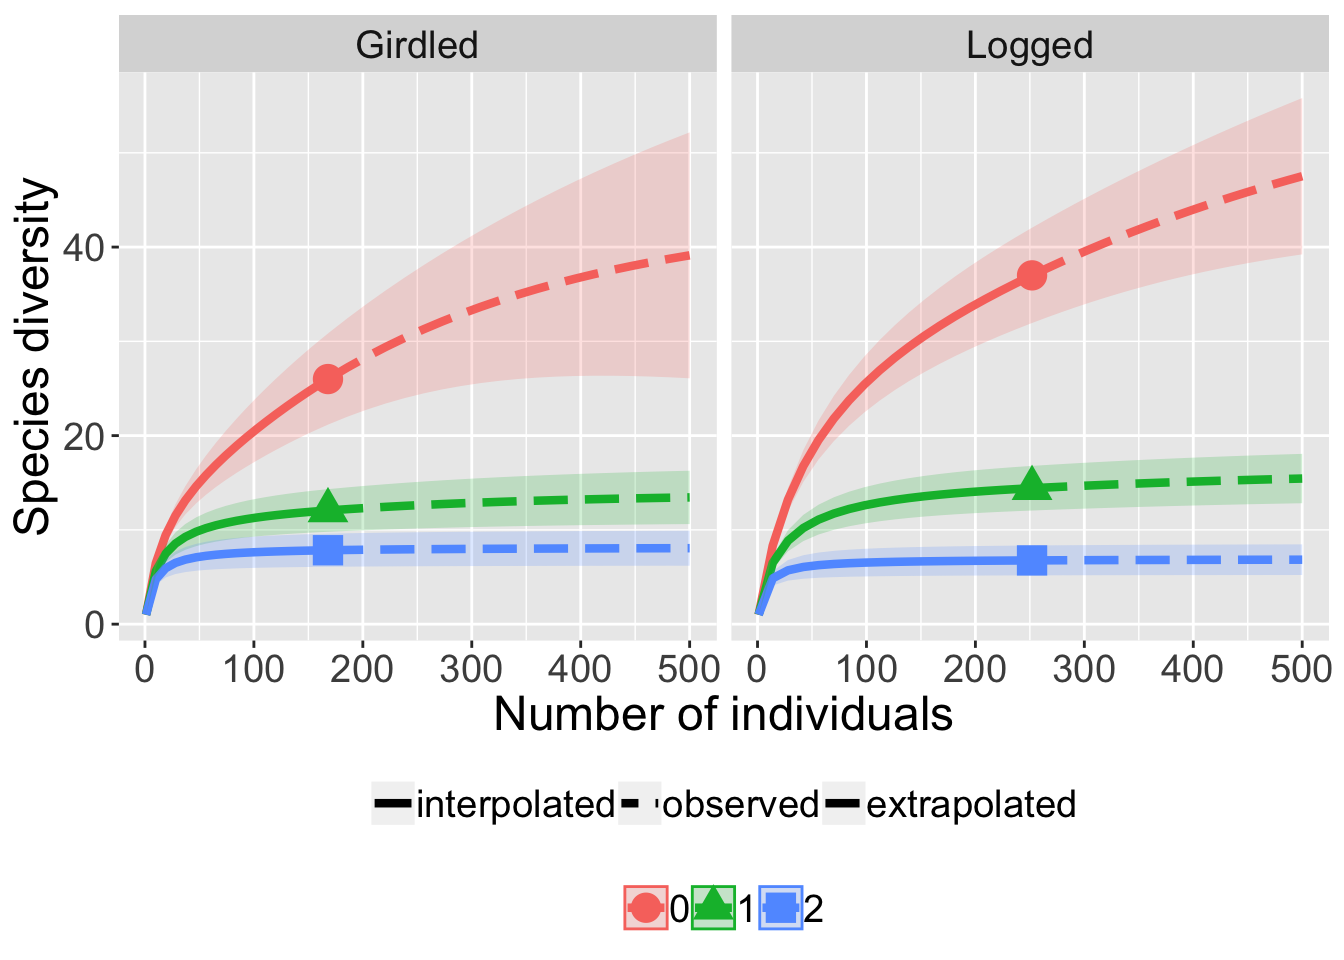 Girdled Logged
Species diversity
40
20
0
0 100 200 300 400 500 0 100 200 300 400 500
Number of individuals
interpolated observed extrapolated
0 1 2